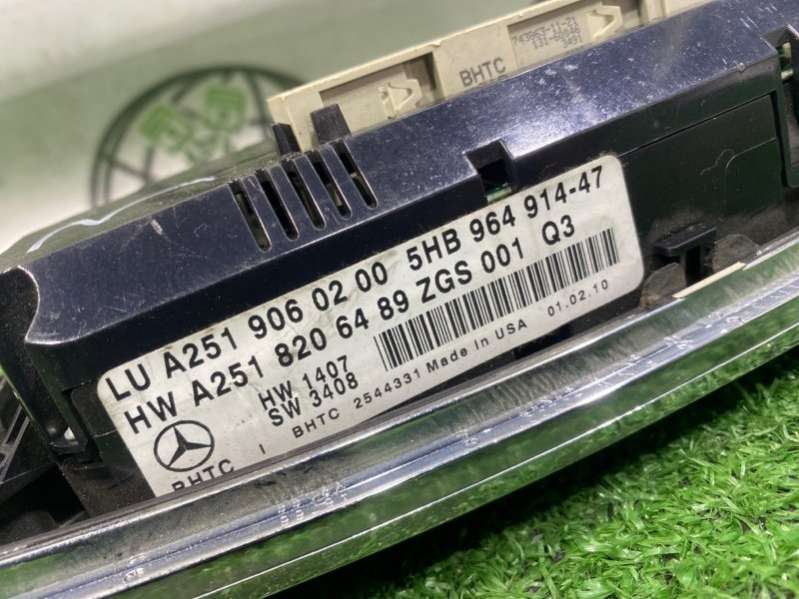 BHTC
LU A251 906 02 00 5HB 964 914-47
HW A251 820 64 89 ZGS 001 Q3
HW 1407
SW 3408
01.02.10
BHTC I BHTC 2544331 Made in USA